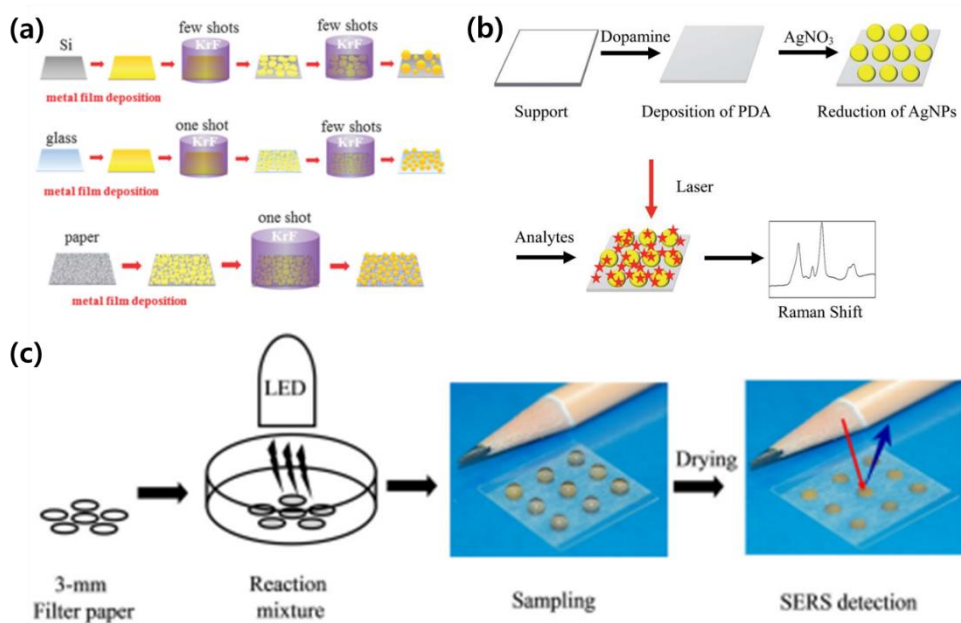 (a)
Si
few shots
KrF
few shots
KrF
metal film deposition
glass
one shot
KrF
few shots
KrF
metal film deposition
paper
one shot
KrF
metal film deposition
(b)
Dopamine
AgNO₃
Support
Deposition of PDA
Reduction of AgNPs
Laser
Analytes
Raman Shift
(c)
LED
Drying
3-mm
Filter paper
Reaction
mixture
Sampling
SERS detection